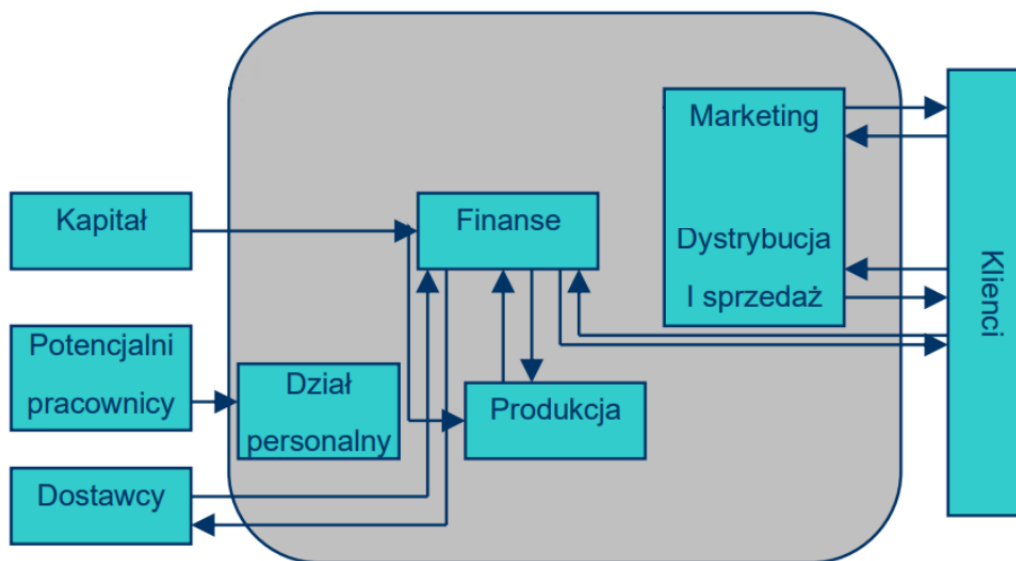 Marketing
Kapitał
Finanse
Dystrybucja
I sprzedaż
Klienci
Potencjalni
pracownicy
Dział
personalny
Produkcja
Dostawcy